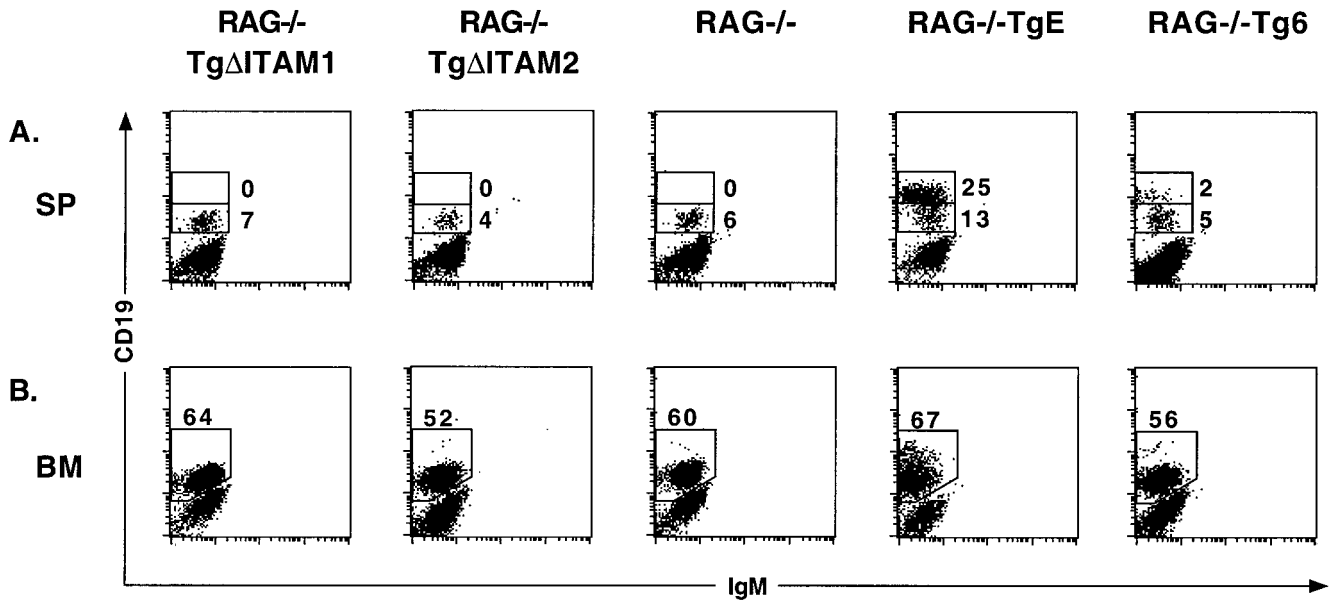 RAG-/- RAG-/- RAG-/- RAG-/-TgE RAG-/-Tg6
TgΔITAM1 TgΔITAM2
A.
SP
0 0 0 25 2
7 4 6 13 5
CD19
B.
BM
64 52 60 67 56
IgM